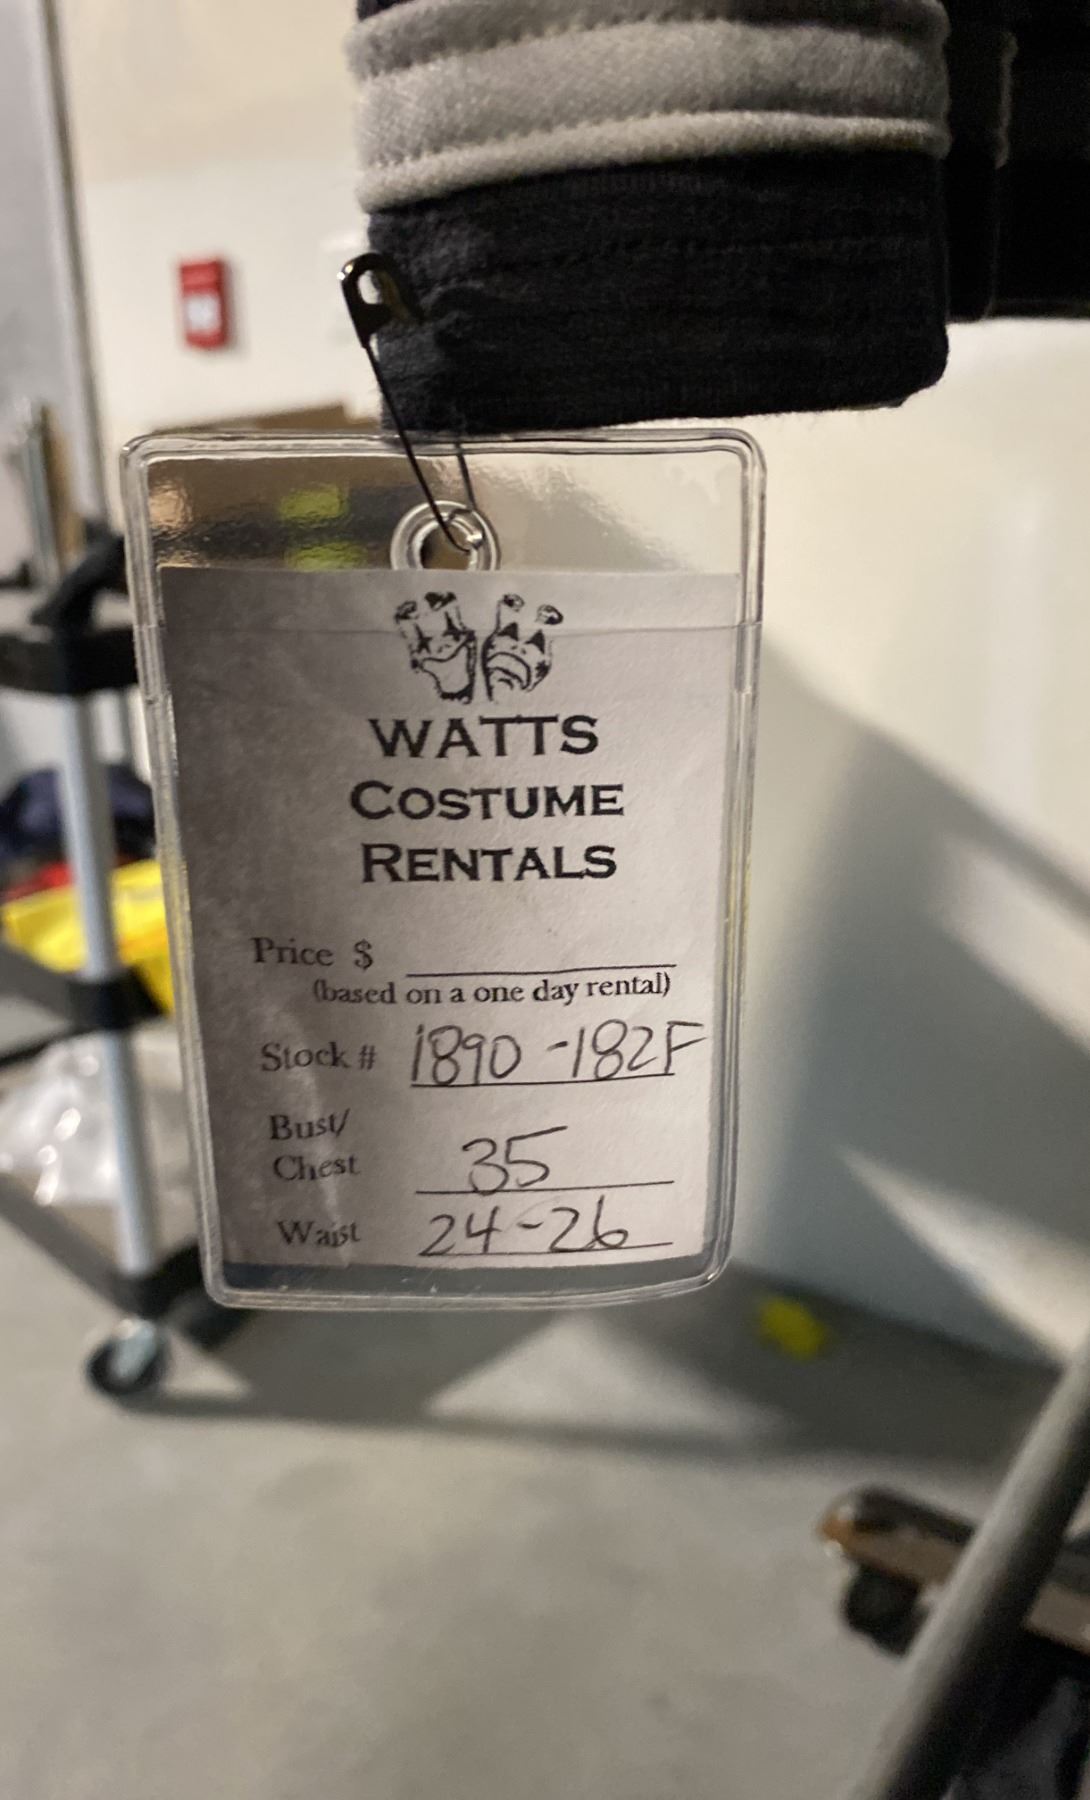 WATTS
COSTUME
RENTALS
Price $
(based on a one day rental)
Stock # 1890-182F
Bust/
Chest 35
Waist 24-26